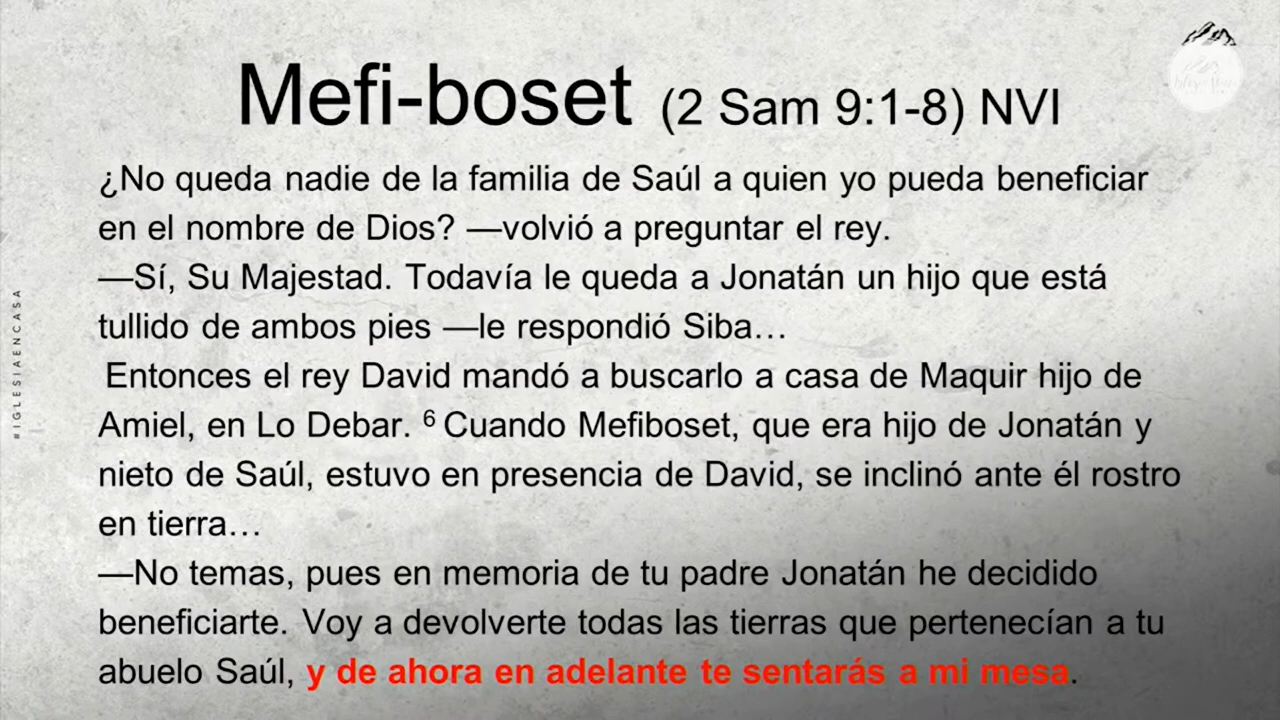 Mefi-boset (2 Sam 9:1-8) NVI
¿No queda nadie de la familia de Saúl a quien yo pueda beneficiar
en el nombre de Dios? —volvió a preguntar el rey.
—Sí, Su Majestad. Todavía le queda a Jonatán un hijo que está
tullido de ambos pies —le respondió Siba…
Entonces el rey David mandó a buscarlo a casa de Maquir hijo de
Amiel, en Lo Debar. ⁶ Cuando Mefiboset, que era hijo de Jonatán y
nieto de Saúl, estuvo en presencia de David, se inclinó ante él rostro
en tierra…
—No temas, pues en memoria de tu padre Jonatán he decidido
beneficiarte. Voy a devolverte todas las tierras que pertenecían a tu
abuelo Saúl, y de ahora en adelante te sentarás a mi mesa.
#IGLESIAENCASA